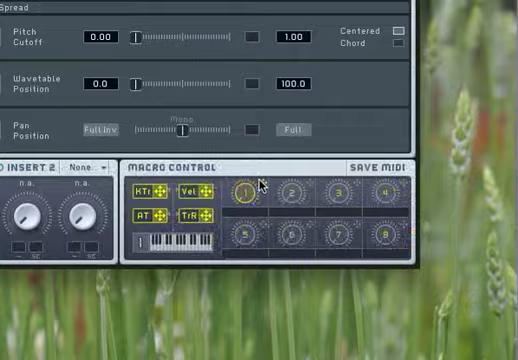 Spread
Pitch
Cutoff
0.00
1.00
Centered
Chord
Wavetable
Position
0.0
100.0
Mono
Pan
Position
Full Inv
Full
INSERT 2
None..
MACRO CONTROL
SAVE MIDI
n.a.
n.a.
KTr
Vel
1
2
3
4
AT
TrR
5
6
7
8